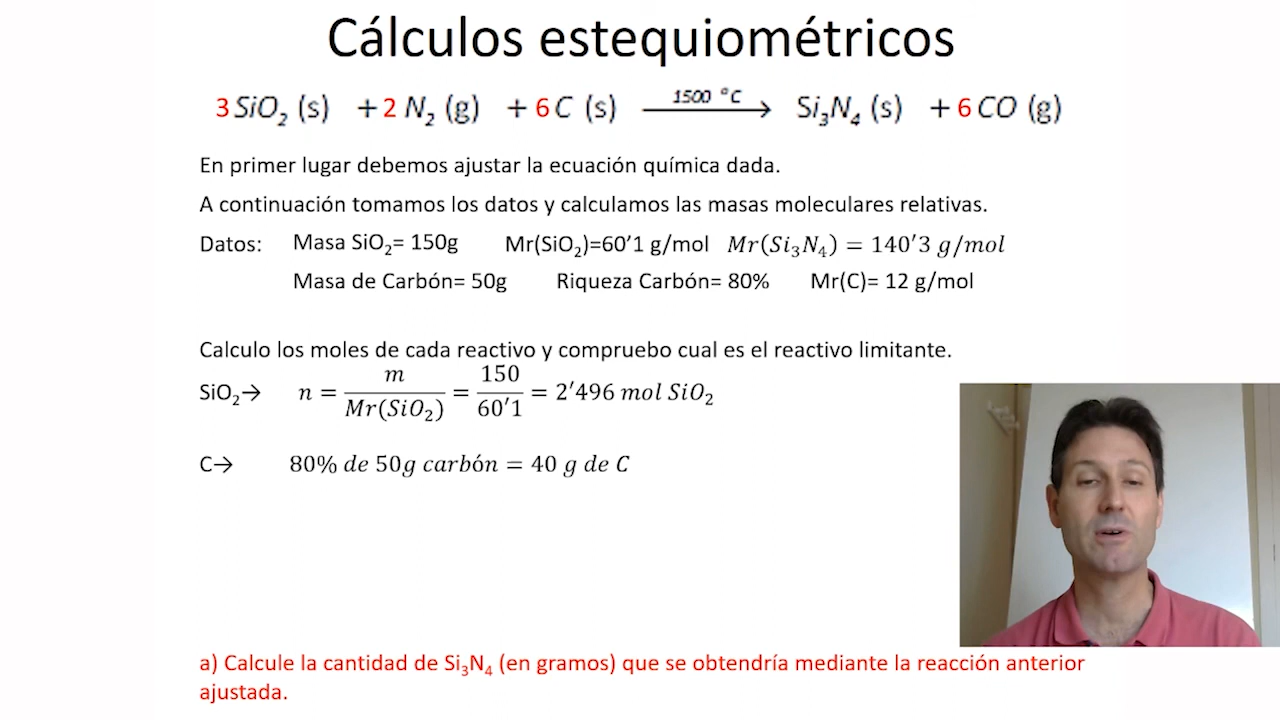 Cálculos estequiométricos
3 SiO₂ (s) + 2 N₂ (g) + 6 C (s) 1500 °C → Si₃N₄ (s) + 6 CO (g)
En primer lugar debemos ajustar la ecuación química dada.
A continuación tomamos los datos y calculamos las masas moleculares relativas.
Datos: Masa SiO₂= 150g Mr(SiO₂)=60’1 g/mol Mr(Si₃N₄) = 140′3 g/mol
Masa de Carbón= 50g Riqueza Carbón= 80% Mr(C)= 12 g/mol
Calculo los moles de cada reactivo y compruebo cual es el reactivo limitante.
SiO₂→ n = m/Mr(SiO₂) = 150/60′1 = 2′496 mol SiO₂
C→ 80% de 50g carbón = 40 g de C
a) Calcule la cantidad de Si₃N₄ (en gramos) que se obtendría mediante la reacción anterior
ajustada.